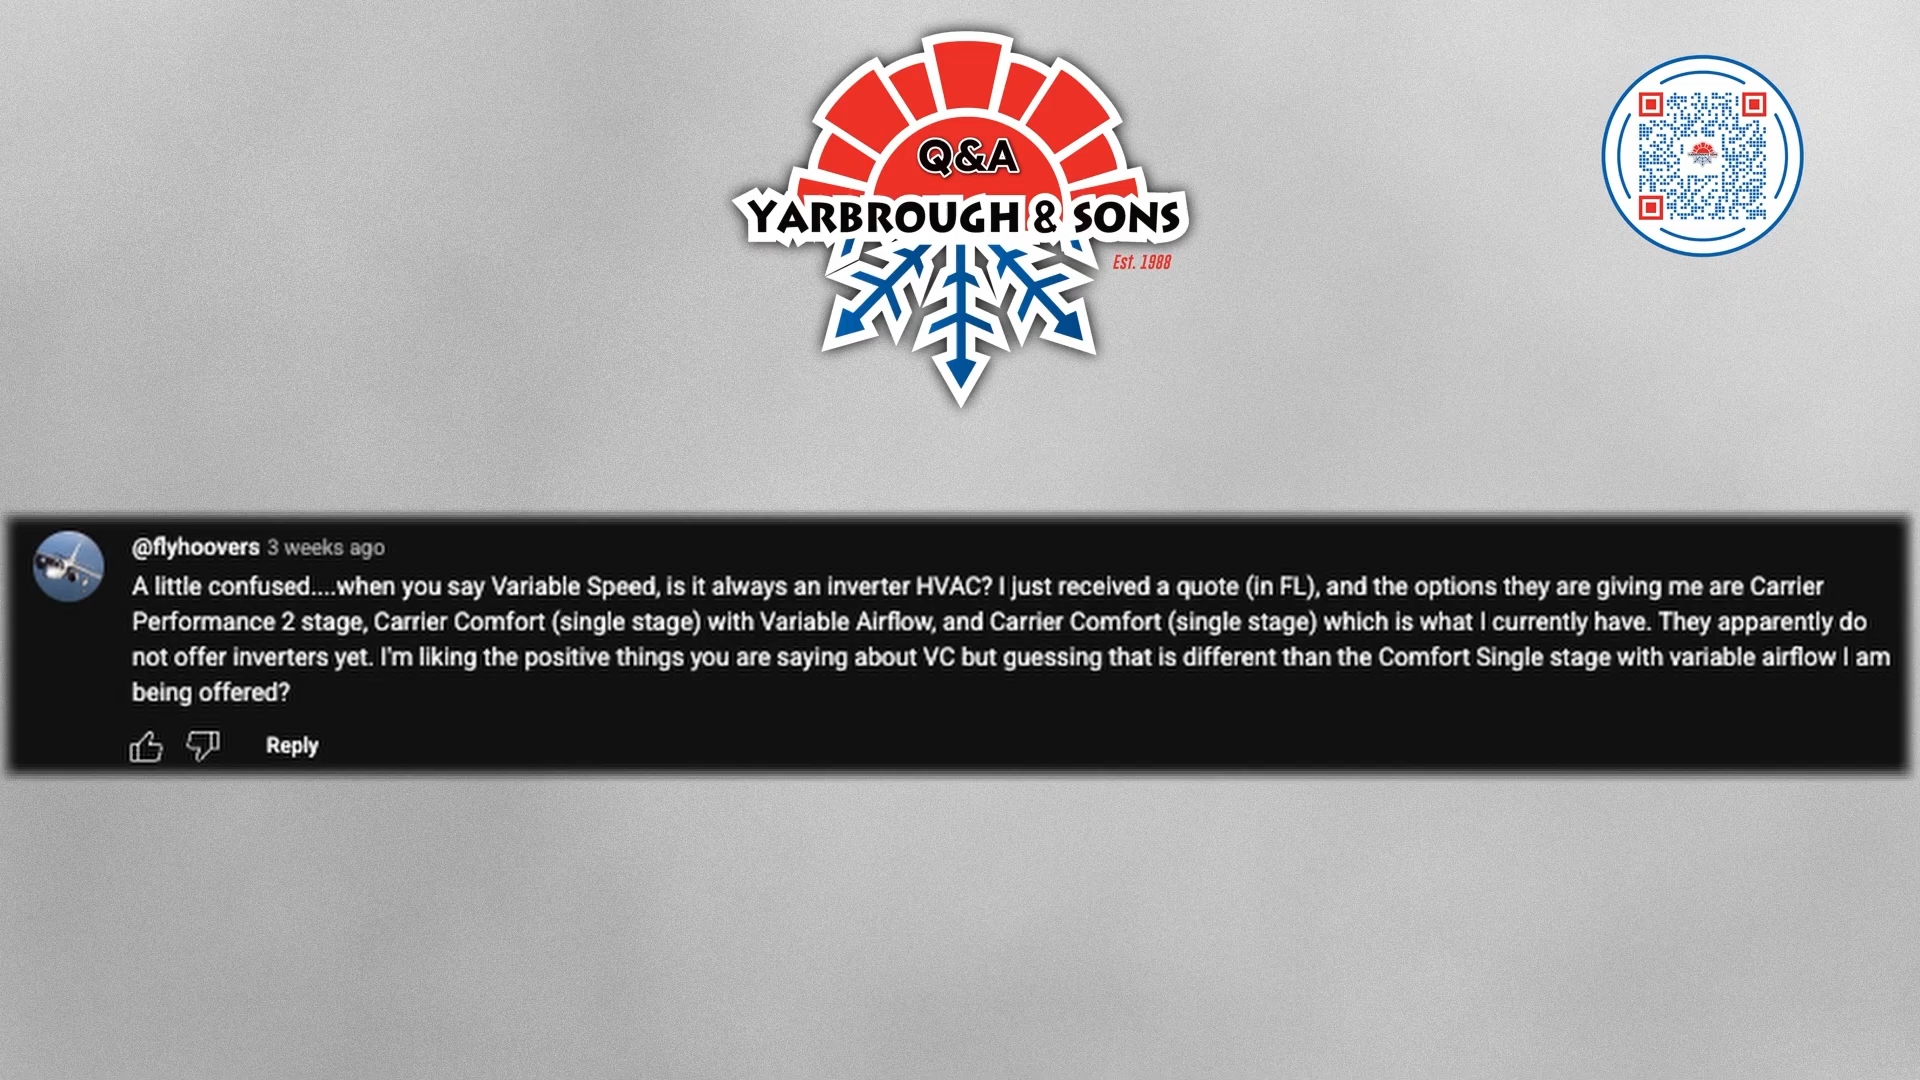 Q&A
YARBROUGH & SONS
Est. 1988
@flyhoovers 3 weeks ago
A little confused....when you say Variable Speed, is it always an inverter HVAC? I just received a quote (in FL), and the options they are giving me are Carrier
Performance 2 stage, Carrier Comfort (single stage) with Variable Airflow, and Carrier Comfort (single stage) which is what I currently have. They apparently do
not offer inverters yet. I'm liking the positive things you are saying about VC but guessing that is different than the Comfort Single stage with variable airflow I am
being offered?
Reply